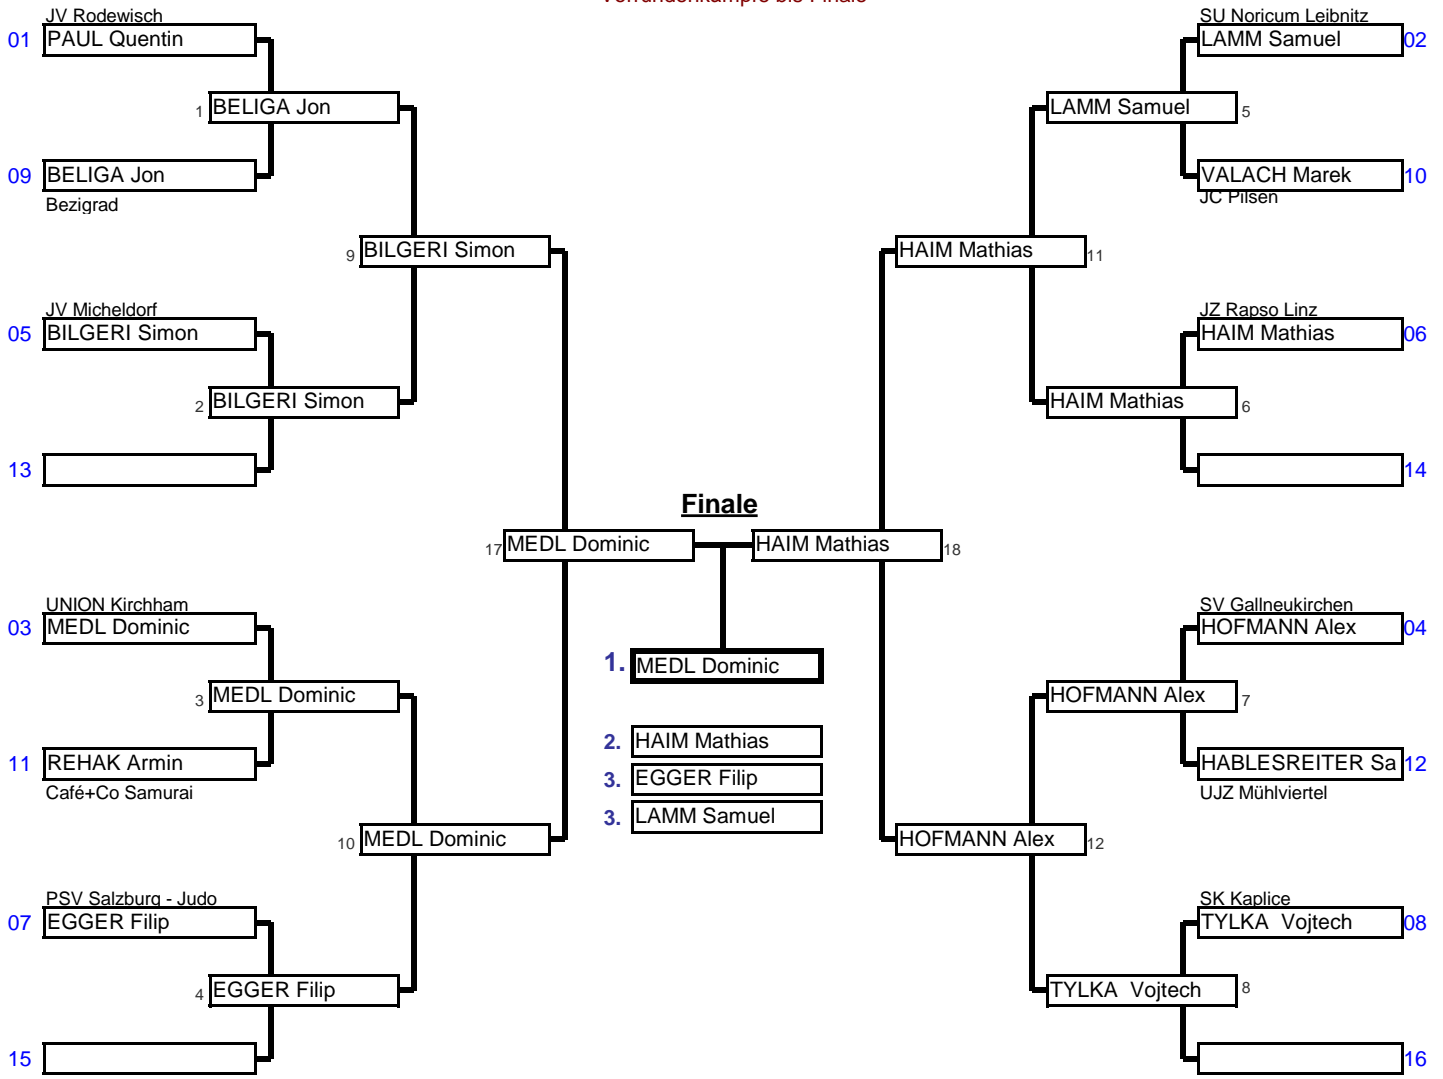 Vorrundenkämpfe bis Finale
JV Rodewisch
01 PAUL Quentin
1 BELIGA Jon
09 BELIGA Jon
Bezigrad
9 BILGERI Simon
JV Micheldorf
05 BILGERI Simon
2 BILGERI Simon
13
17 MEDL Dominic
UNION Kirchham
03 MEDL Dominic
3 MEDL Dominic
11 REHAK Armin
Café+Co Samurai
10 MEDL Dominic
PSV Salzburg - Judo
07 EGGER Filip
4 EGGER Filip
15
Finale
1. MEDL Dominic
2. HAIM Mathias
3. EGGER Filip
3. LAMM Samuel
SU Noricum Leibnitz
LAMM Samuel 02
LAMM Samuel 5
VALACH Marek 10
JC Pilsen
HAIM Mathias 11
JZ Rapso Linz
HAIM Mathias 06
HAIM Mathias 6
14
HAIM Mathias 18
SV Gallneukirchen
HOFMANN Alex 04
HOFMANN Alex 7
HABLESREITER Sa 12
UJZ Mühlviertel
HOFMANN Alex 12
SK Kaplice
TYLKA Vojtech 08
TYLKA Vojtech 8
16